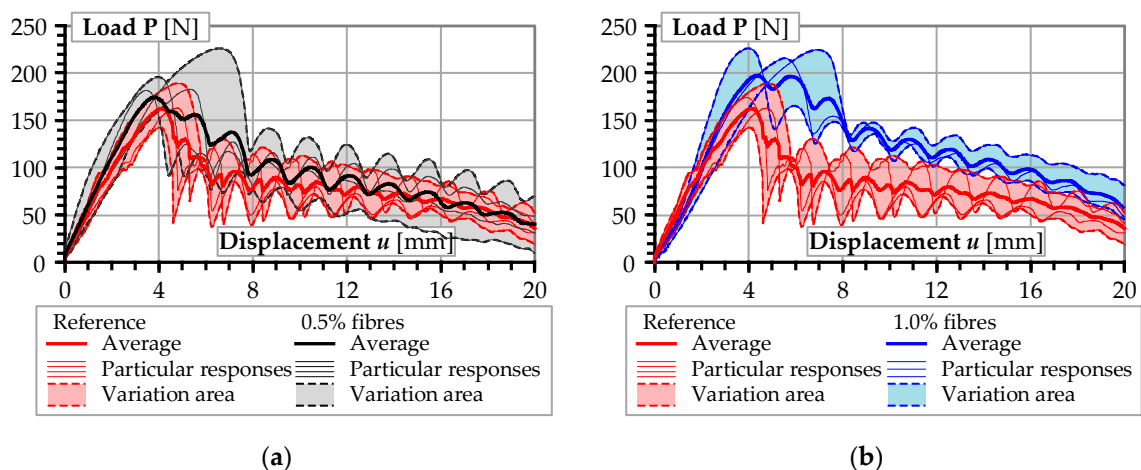 Load P [N]
250
200
150
100
50
0
Displacement u [mm]
0 4 8 12 16 20
Reference 0.5% fibres
Average Average
Particular responses Particular responses
Variation area Variation area
(a)
Load P [N]
250
200
150
100
50
0
Displacement u [mm]
0 4 8 12 16 20
Reference 1.0% fibres
Average Average
Particular responses Particular responses
Variation area Variation area
(b)